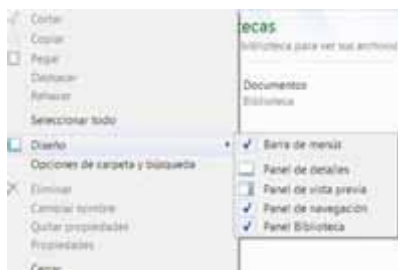 Cortar
Copiar
Pegar
Deshacer
Rehacer
Seleccionar todo
Diseño
Opciones de carpeta y búsqueda
Eliminar
Cambiar nombre
Quitar propiedades
Propiedades
Cerrar
tecas
biblioteca para ver sus archivos
Documentos
Biblioteca
Barra de menús
Panel de detalles
Panel de vista previa
Panel de navegación
Panel Biblioteca